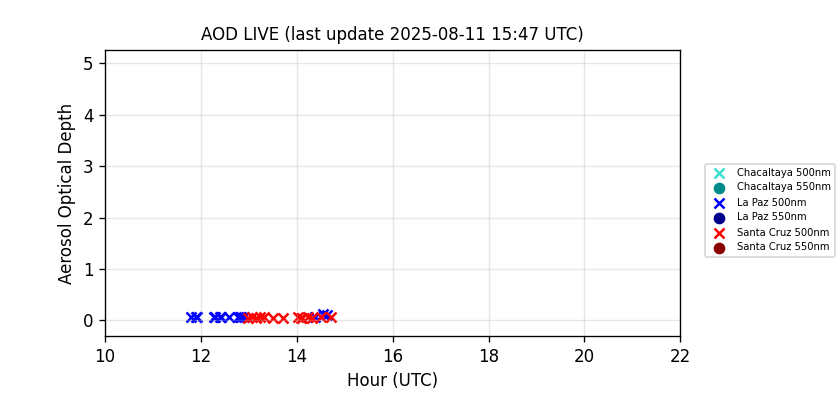 AOD LIVE (last update 2025-08-11 15:47 UTC)
Aerosol Optical Depth
5
4
3
2
1
0
10 12 14 16 18 20 22
Hour (UTC)
Chacaltaya 500nm
Chacaltaya 550nm
La Paz 500nm
La Paz 550nm
Santa Cruz 500nm
Santa Cruz 550nm